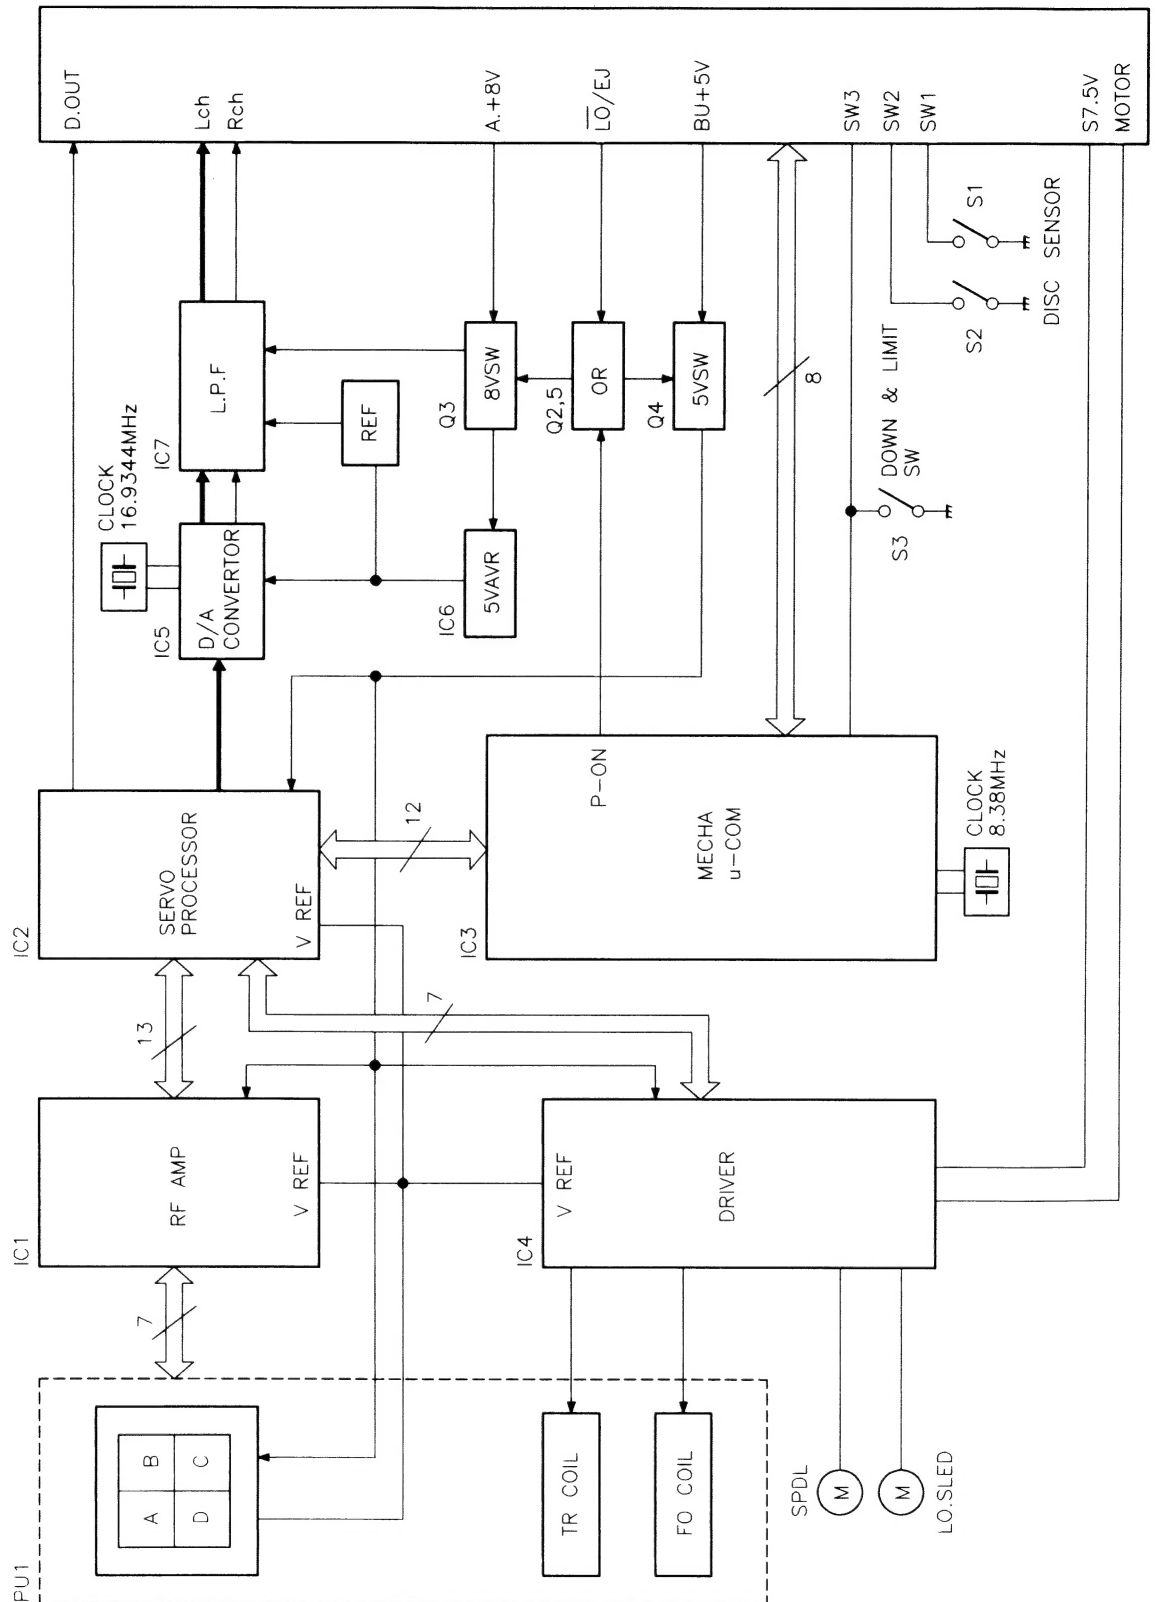 D.OUT
Lch
Rch
A.+8V
LO/EJ
BU+5V
SW3
SW2
SW1
S7.5V
MOTOR
CLOCK
16.9344MHz
IC7
L.P.F
REF
Q3
8VSW
Q2,5
OR
Q4
5VSW
8
S1
S2
DISC SENSOR
DOWN & LIMIT
SW
S3
IC5
D/A
CONVERTOR
IC6
5VAVR
IC2
SERVO
PROCESSOR
V REF
12
P-ON
MECHA
u-COM
IC3
CLOCK
8.38MHz
13
7
IC1
RF AMP
V REF
IC4
V REF
DRIVER
7
PU1
A
B
D
C
TR COIL
FO COIL
SPDL
M
M
LO.SLED